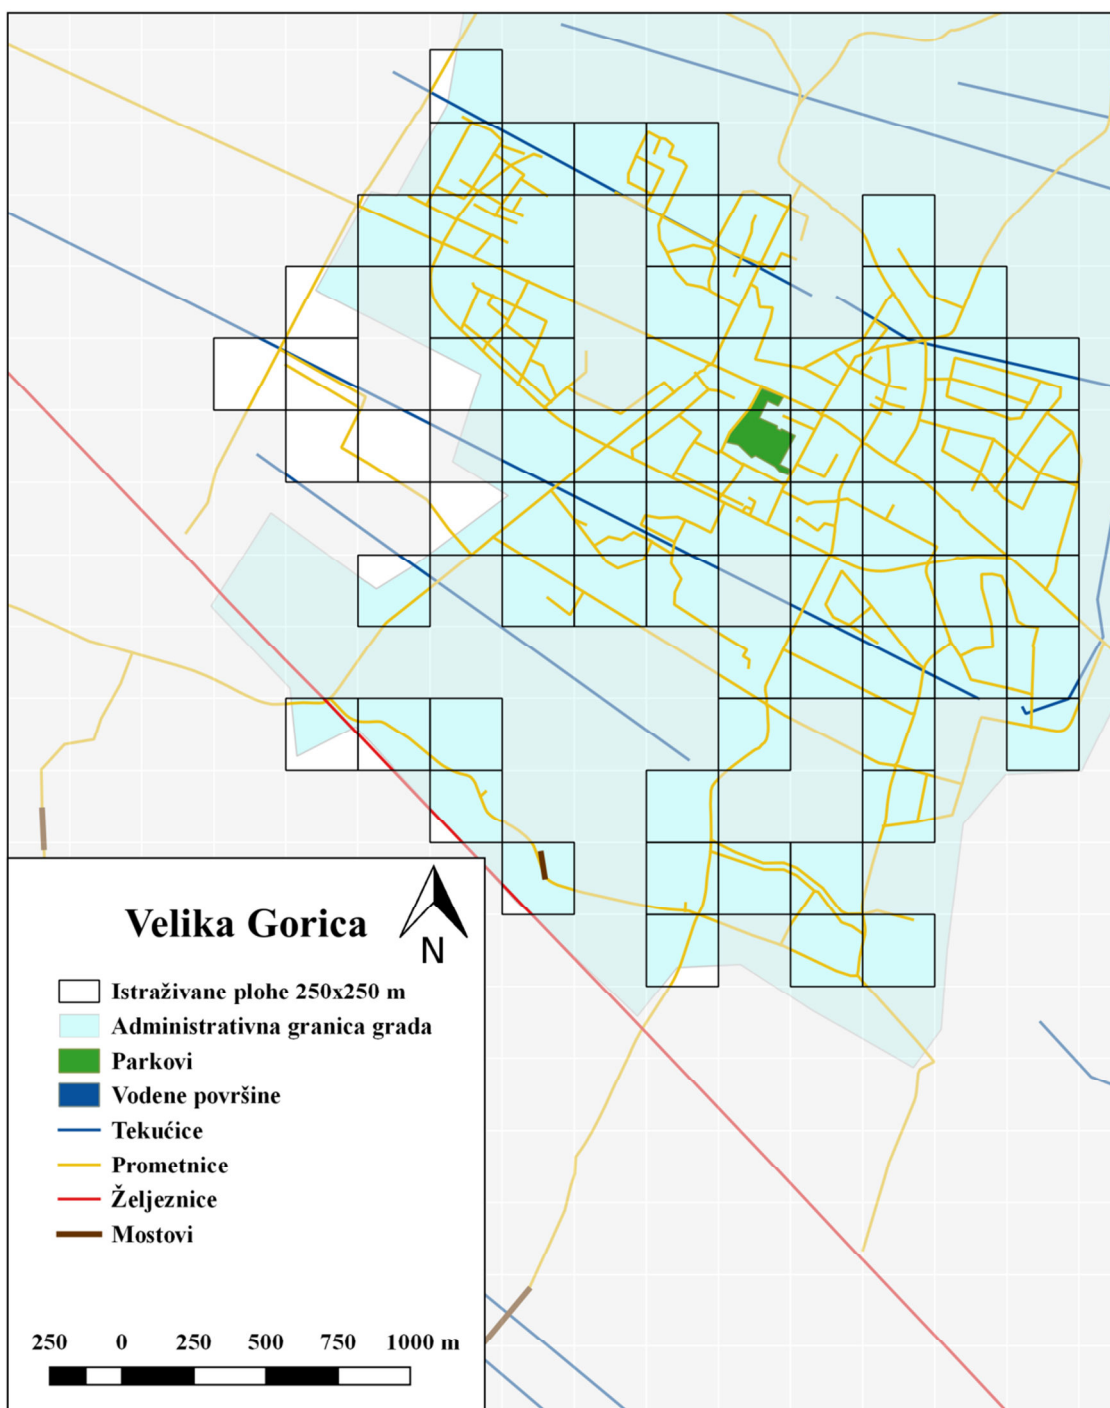 Velika Gorica
N
Istraživane plohe 250x250 m
Administrativna granica grada
Parkovi
Vodene površine
Tekućice
Prometnice
Željeznice
Mostovi
250 0 250 500 750 1000 m